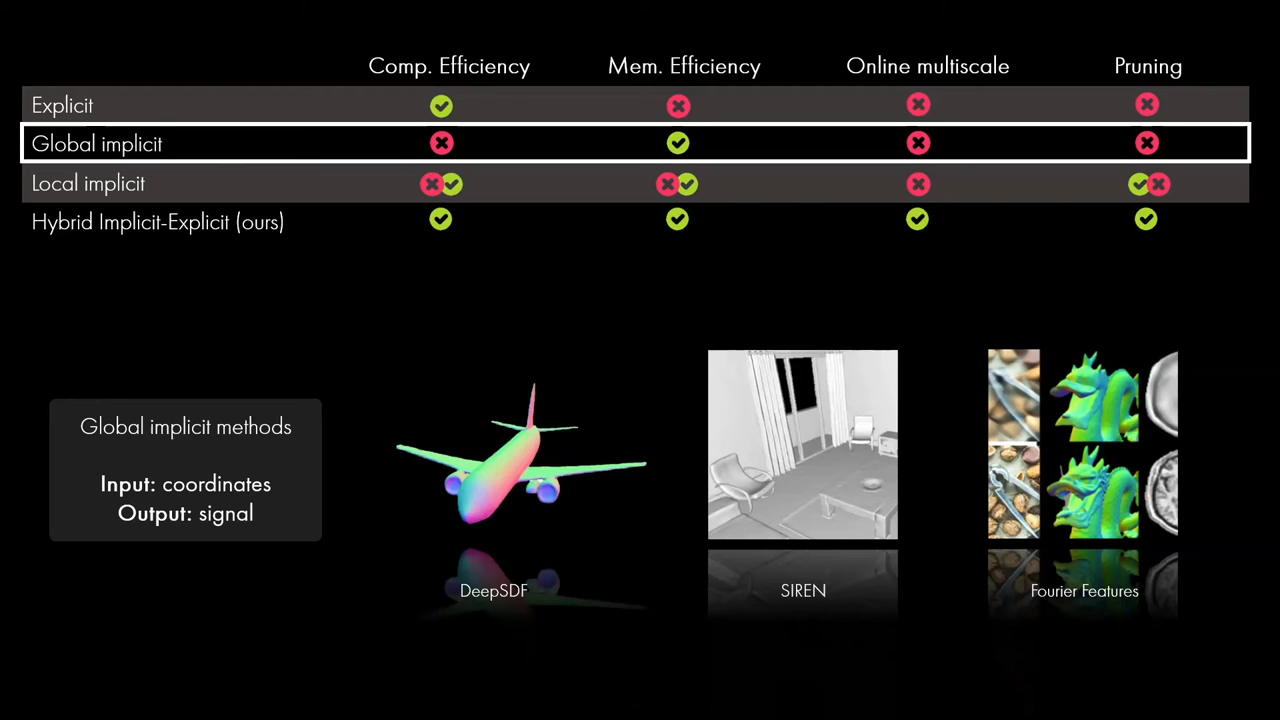 Comp. Efficiency Mem. Efficiency Online multiscale Pruning
Explicit
Global implicit
Local implicit
Hybrid Implicit-Explicit (ours)
Global implicit methods
Input: coordinates
Output: signal
DeepSDF SIREN Fourier Features